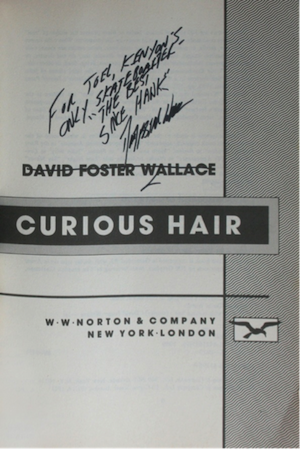 FOR JOEL, KENYON'S
ONLY SKATEBOARDER -
"THE BEST
SINCE HANK"
DAVID FOSTER WALLACE
CURIOUS HAIR
W·W·NORTON & COMPANY
NEW YORK·LONDON